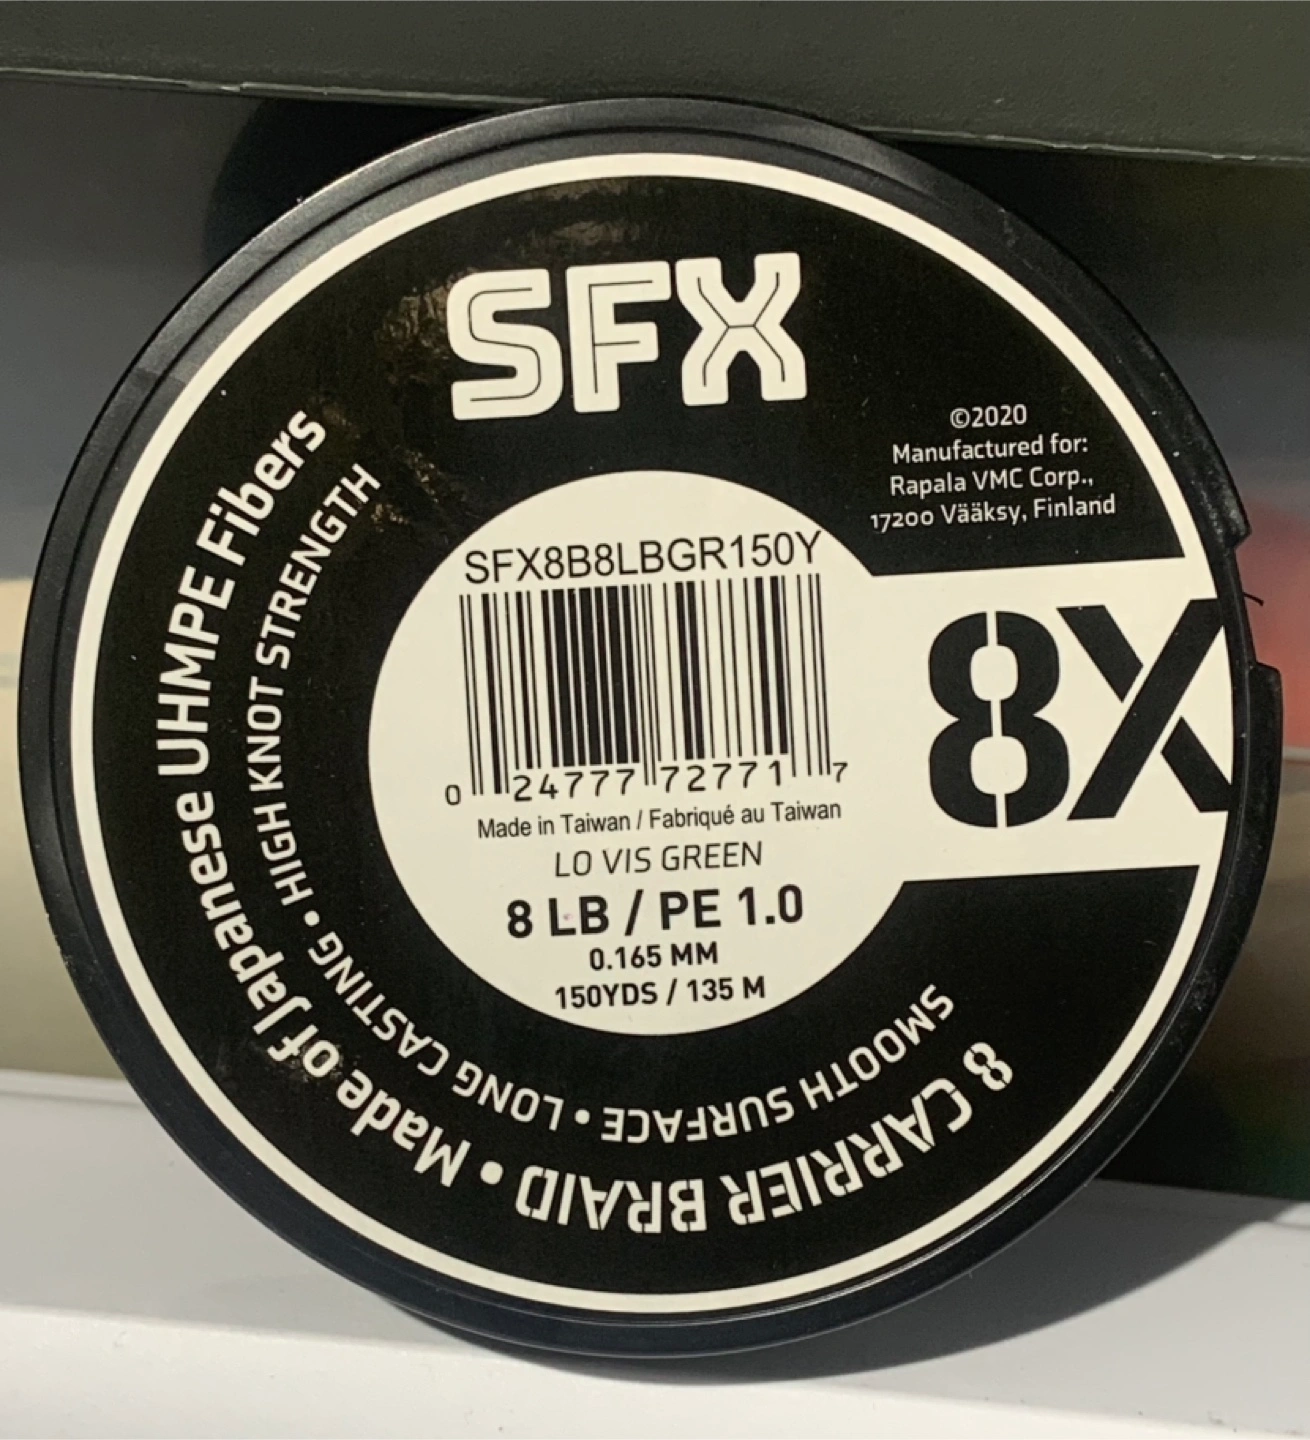 SFX
©2020
Manufactured for:
Rapala VMC Corp.,
17200 Vääksy, Finland
8X
SFX8B8LBGR150Y
0 24777 72771 7
Made in Taiwan / Fabriqué au Taiwan
LO VIS GREEN
8 LB / PE 1.0
0.165 MM
150YDS / 135 M
8 CARRIER BRAID • Made of Japanese UHMPE Fibers
SMOOTH SURFACE • LONG CASTING • HIGH KNOT STRENGTH